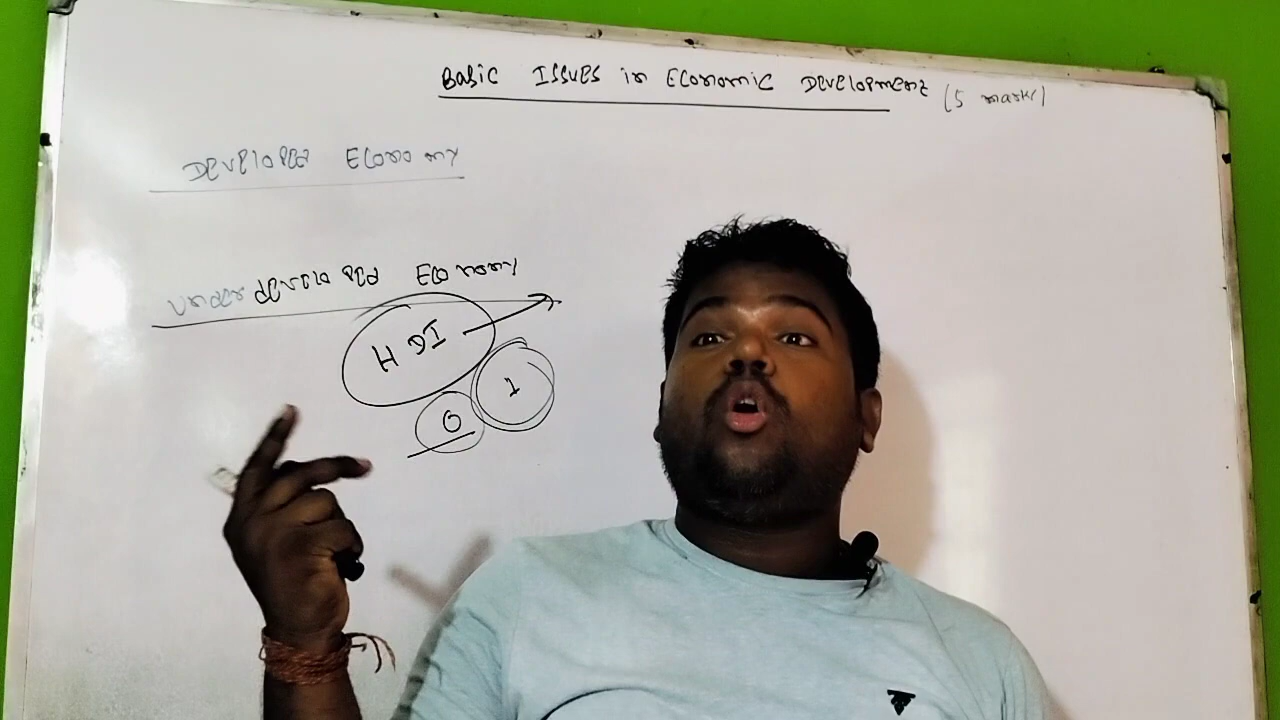 Basic Issues in Economic Development (5 marks)
Developed Economy
underdeveloped Economy
HDI
1
0